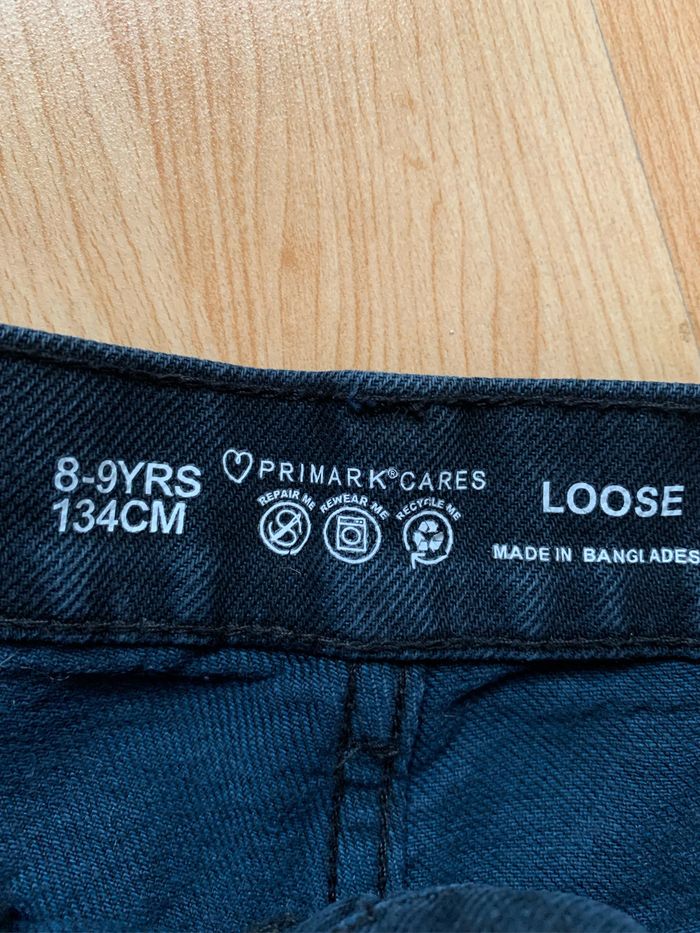 8-9YRS
134CM
PRIMARK® CARES
REPAIR ME
REWEAR ME
RECYCLE ME
LOOSE
MADE IN BANGLADES